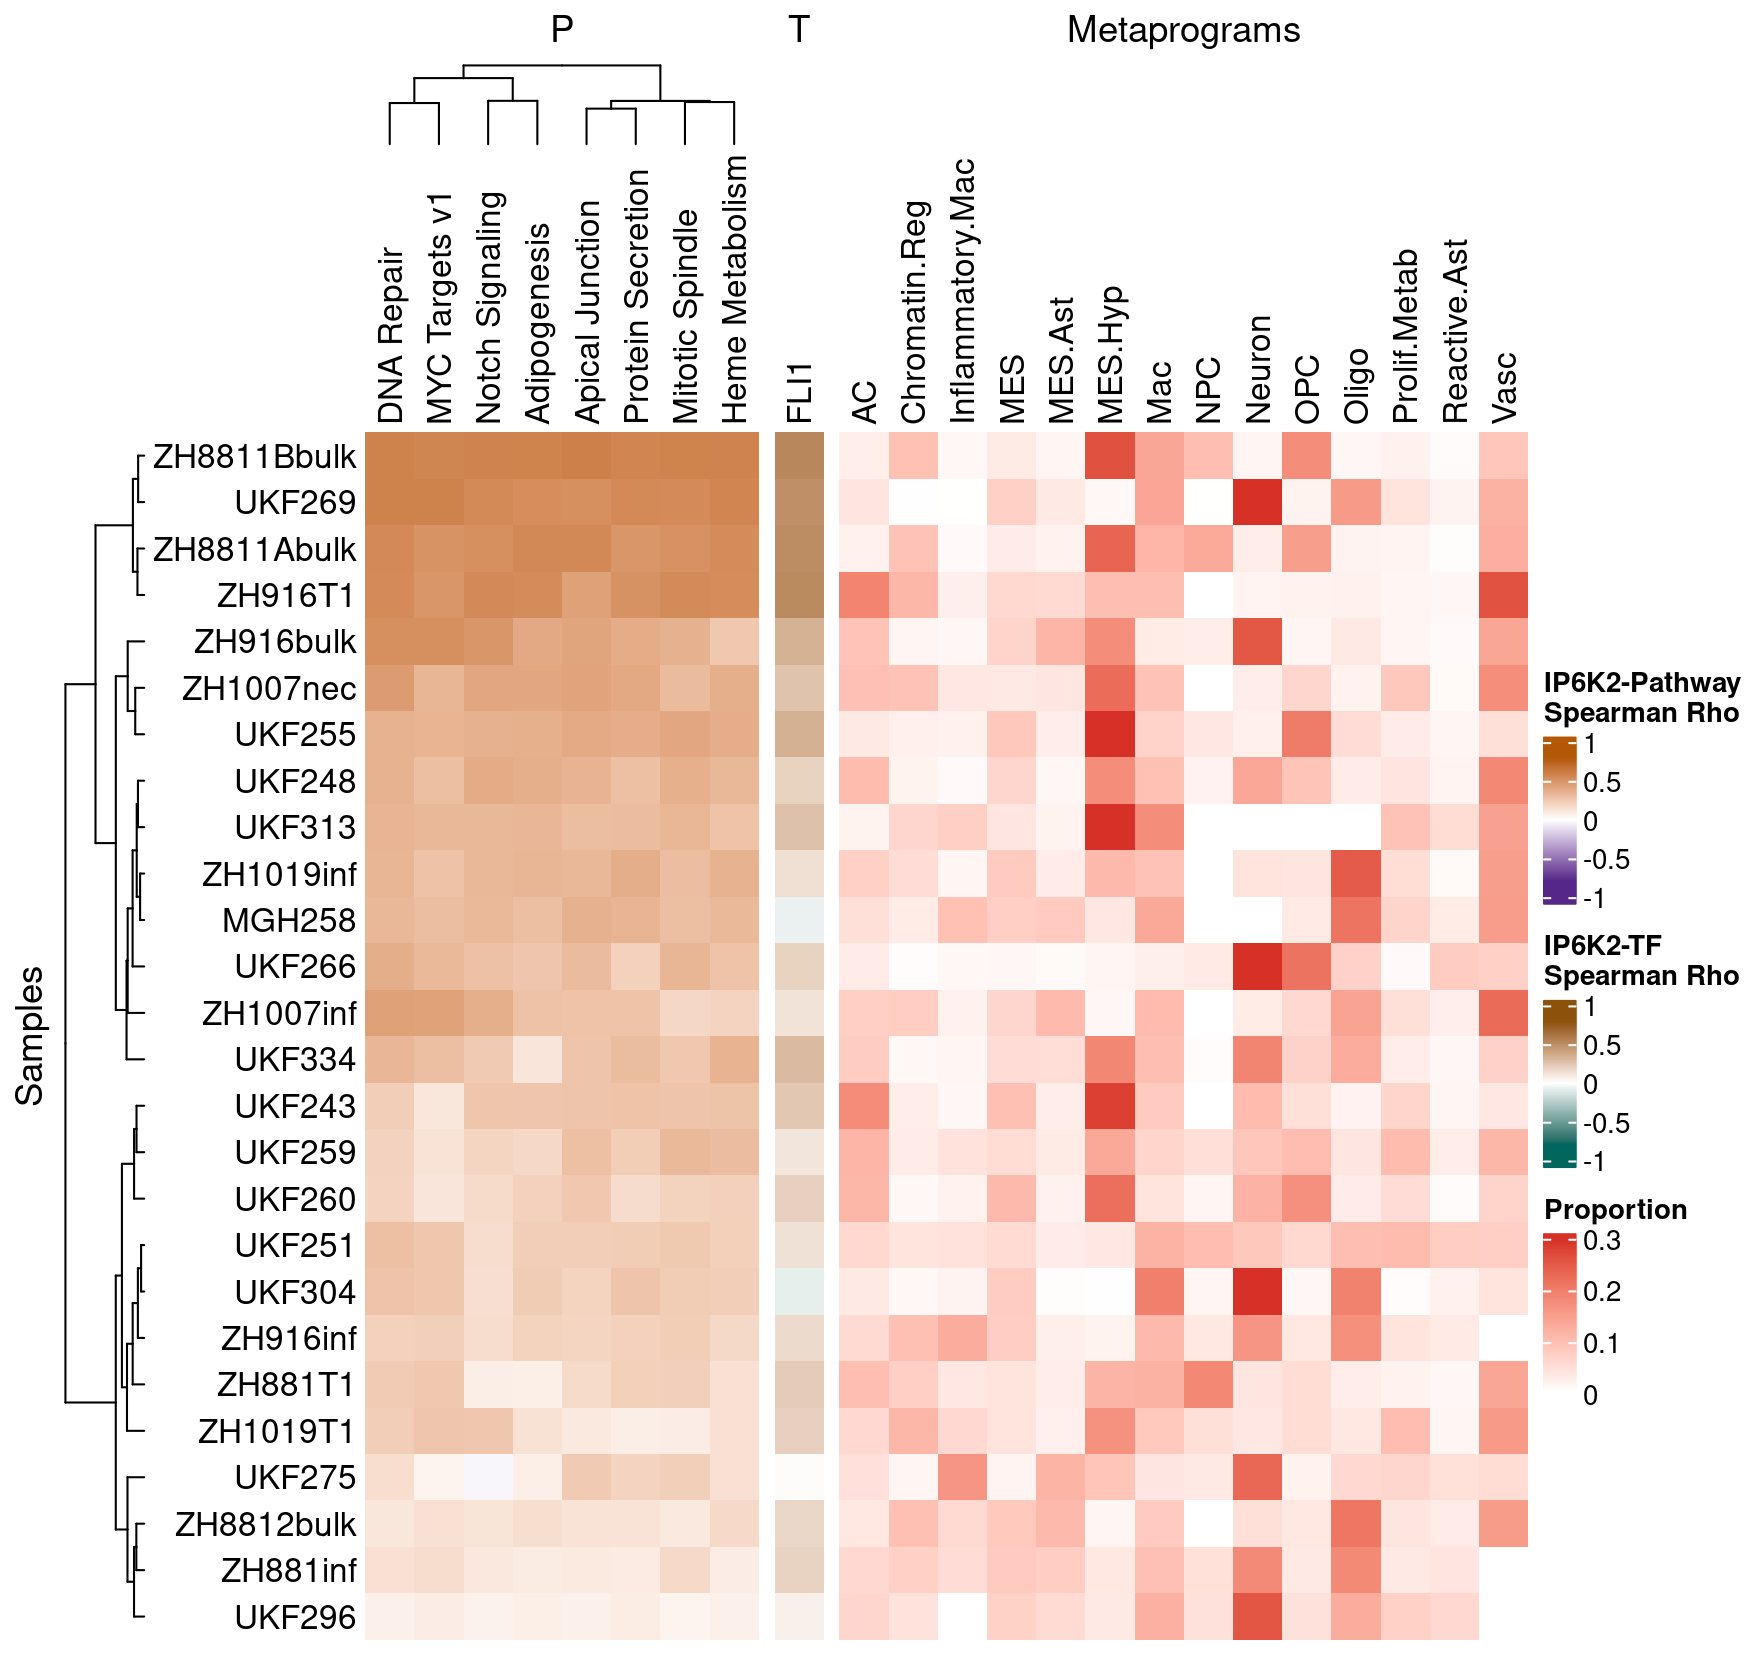 P
T
Metaprograms
DNA Repair
MYC Targets v1
Notch Signaling
Adipogenesis
Apical Junction
Protein Secretion
Mitotic Spindle
Heme Metabolism
FLI1
AC
Chromatin.Reg
Inflammatory.Mac
MES
MES.Ast
MES.Hyp
Mac
NPC
Neuron
OPC
Oligo
Prolif.Metab
Reactive.Ast
Vasc
Samples
ZH8811Bbulk
UKF269
ZH8811Abulk
ZH916T1
ZH916bulk
ZH1007nec
UKF255
UKF248
UKF313
ZH1019inf
MGH258
UKF266
ZH1007inf
UKF334
UKF243
UKF259
UKF260
UKF251
UKF304
ZH916inf
ZH881T1
ZH1019T1
UKF275
ZH8812bulk
ZH881inf
UKF296
IP6K2-Pathway
Spearman Rho
1
0.5
0
-0.5
-1
IP6K2-TF
Spearman Rho
1
0.5
0
-0.5
-1
Proportion
0.3
0.2
0.1
0